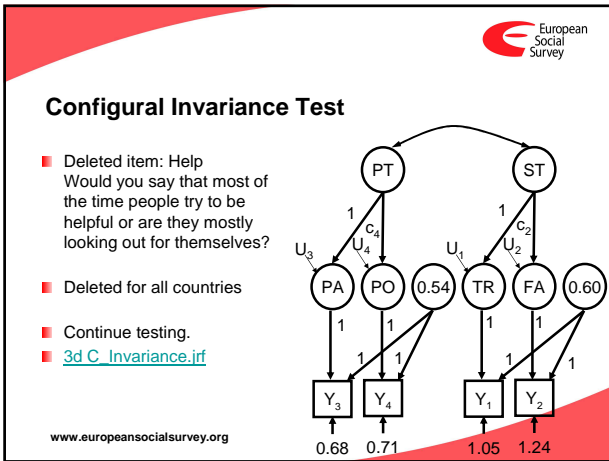 European
Social
Survey
Configural Invariance Test
Deleted item: Help
Would you say that most of
the time people try to be
helpful or are they mostly
looking out for themselves?
Deleted for all countries
Continue testing.
3d C_Invariance.jrf
www.europeansocialsurvey.org
PT ST
1 c4 1 c2
U3 U4 U1 U2
PA PO 0.54 TR FA 0.60
1 1 1 1
1 1 1 1
Y3 Y4 Y1 Y2
0.68 0.71 1.05 1.24